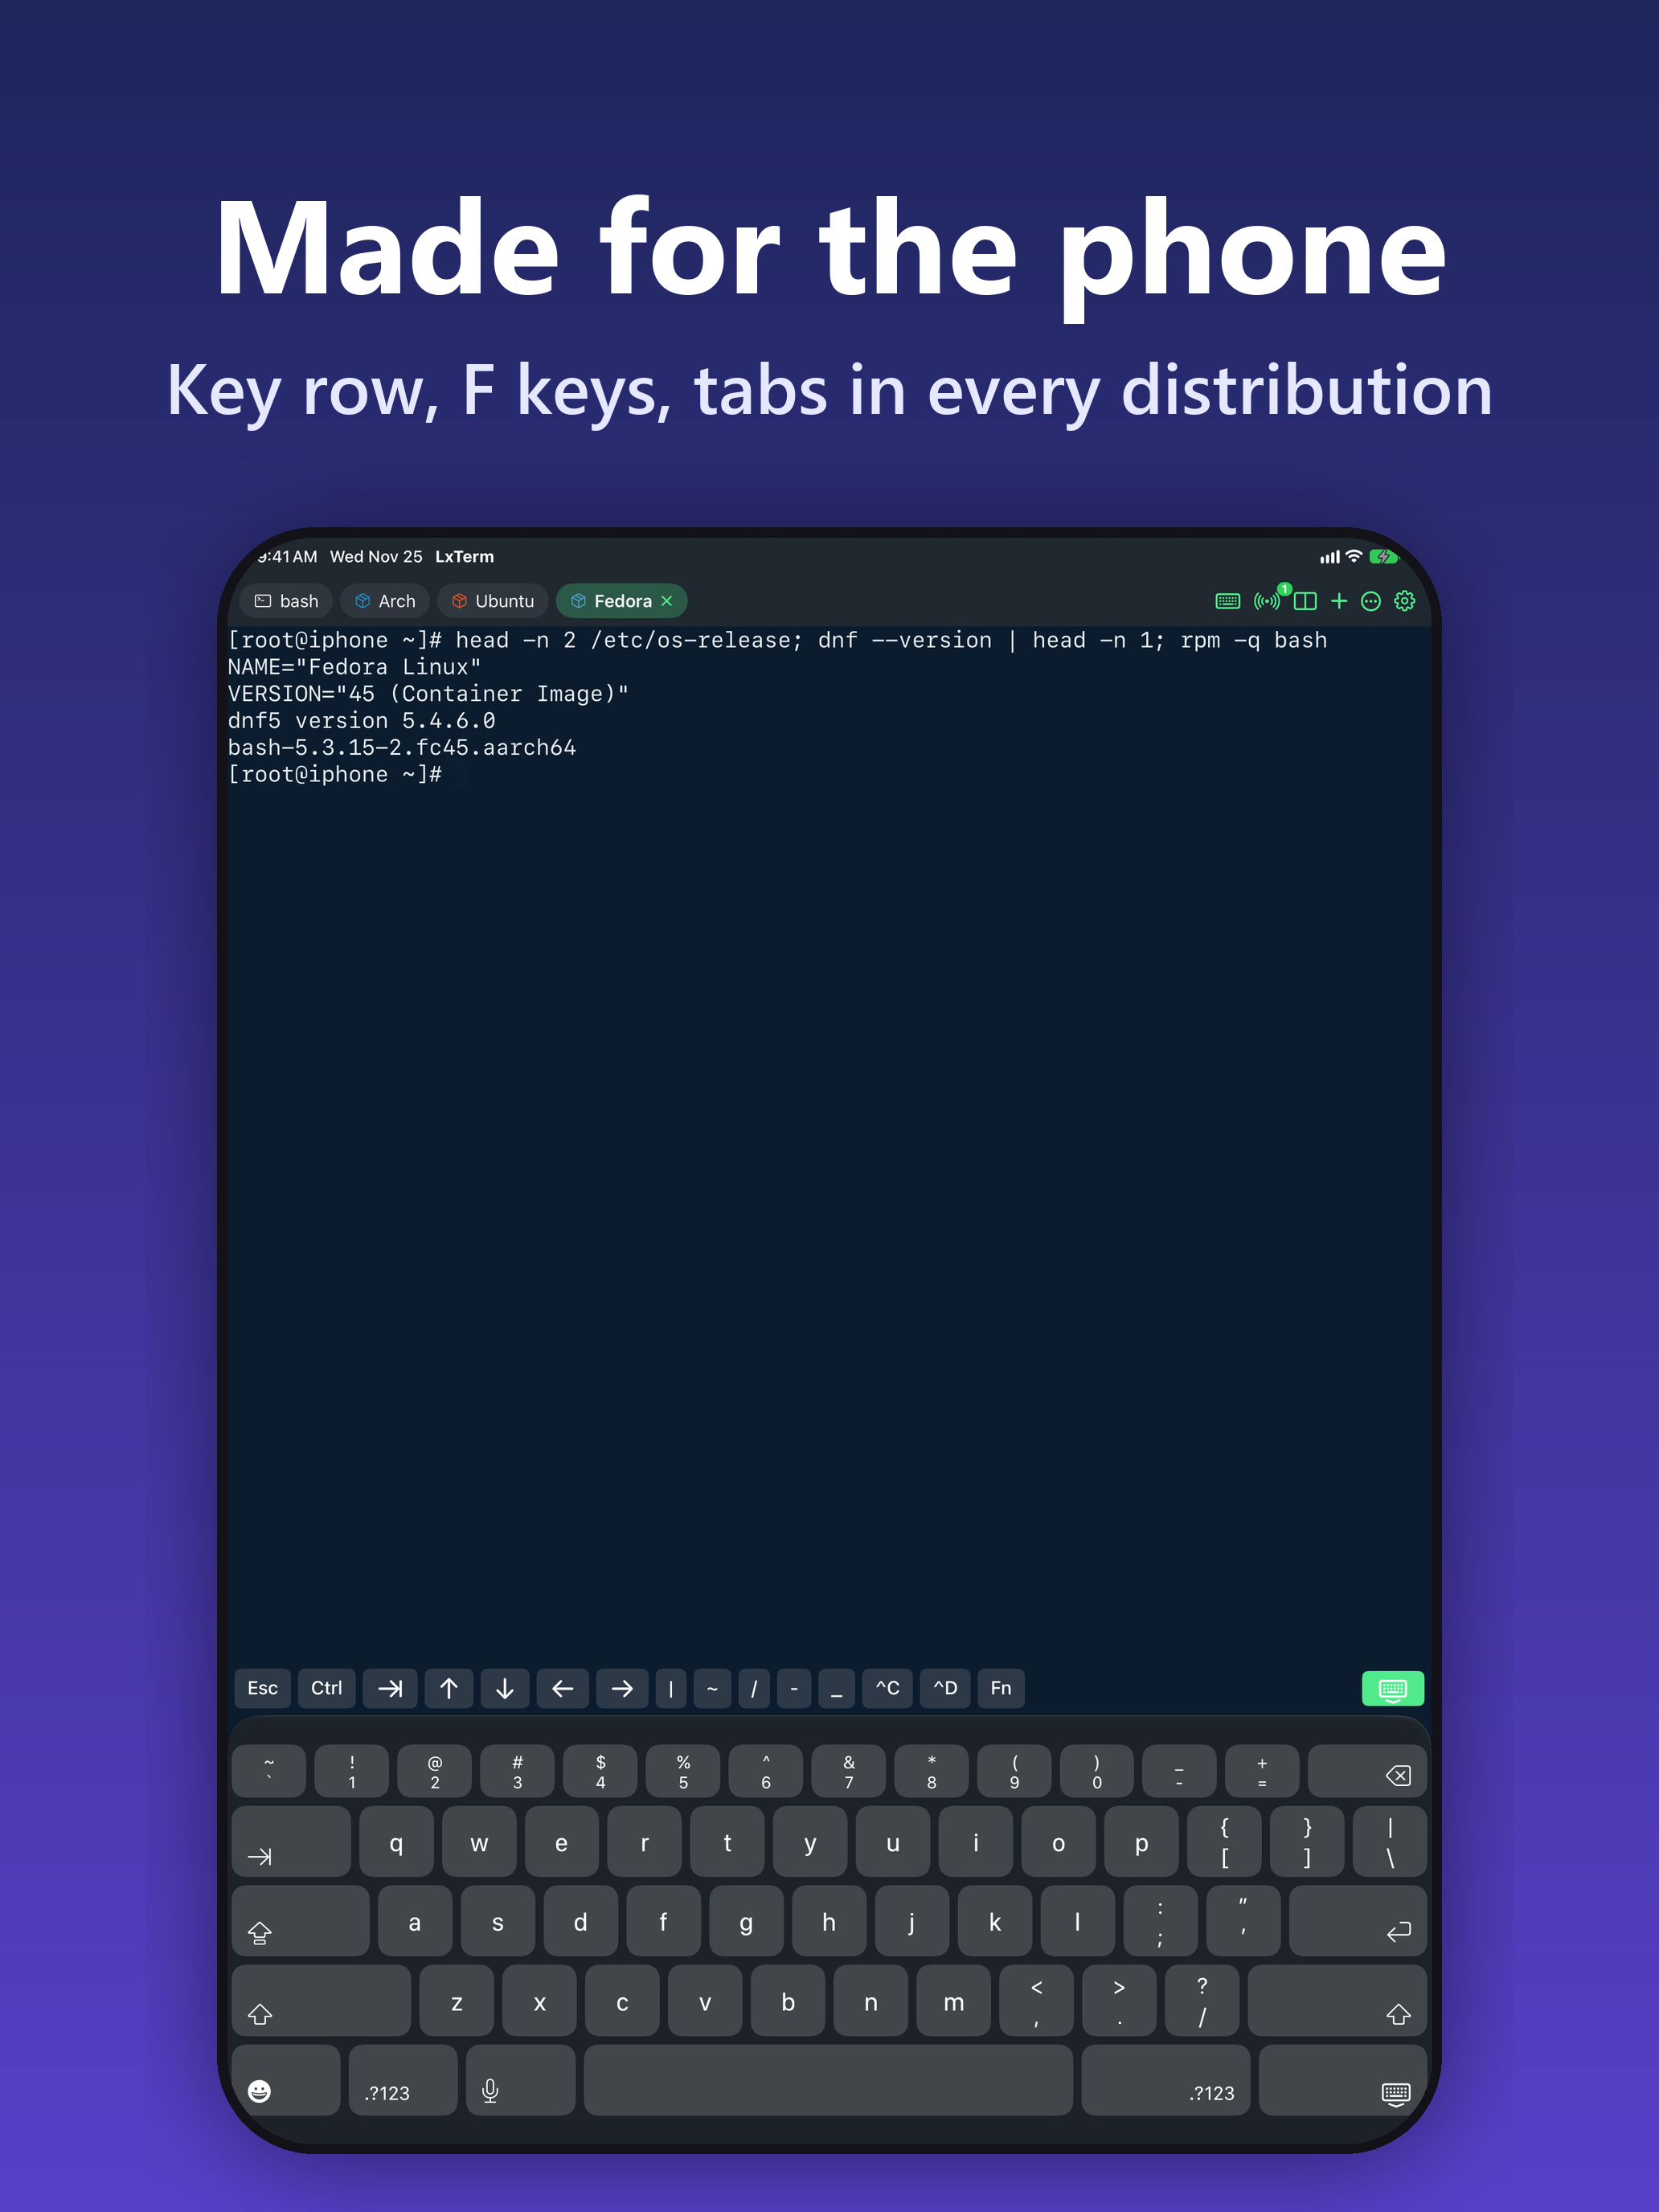 Made for the phone
Key row, F keys, tabs in every distribution
9:41 AM Wed Nov 25 LxTerm
bash Arch Ubuntu Fedora × 1
[root@iphone ~]# head -n 2 /etc/os-release; dnf --version | head -n 1; rpm -q bash
NAME="Fedora Linux"
VERSION="45 (Container Image)"
dnf5 version 5.4.6.0
bash-5.3.15-2.fc45.aarch64
[root@iphone ~]#
Esc Ctrl | ~ / - _ ^C ^D Fn
~ ! @ # $ % ^ & * ( ) _ +
` 1 2 3 4 5 6 7 8 9 0 - =
q w e r t y u i o p { } |
[ ] \
a s d f g h j k l : "
; '
z x c v b n m < > ?
, . /
.?123 .?123